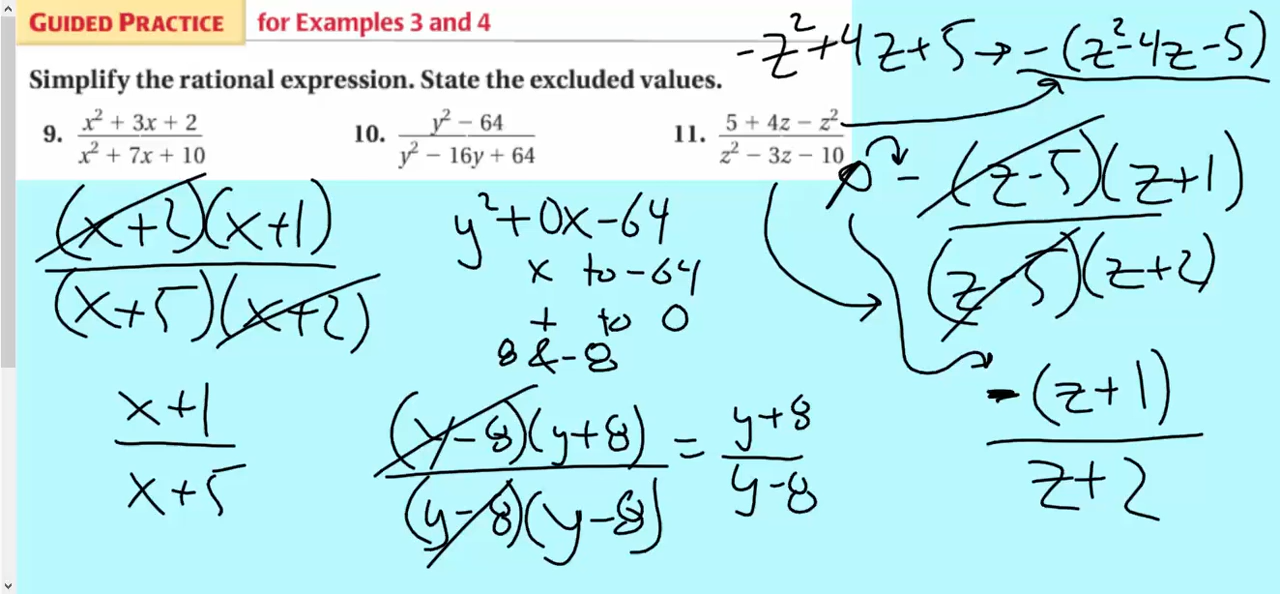 GUIDED PRACTICE for Examples 3 and 4
-z²+4z+5→-(z²-4z-5)
Simplify the rational expression. State the excluded values.
9. x² + 3x + 2
x² + 7x + 10
10. y² − 64
y² − 16y + 64
11. 5 + 4z − z²
z² − 3z − 10
(x+2)(x+1)
(x+5)(x+2)
x+1
x+5
y²+0x-64
x to -64
+ to 0
8 & -8
(y-8)(y+8) = y+8
(y-8)(y-8) y-8
-(z-5)(z+1)
(z-5)(z+2)
-(z+1)
z+2